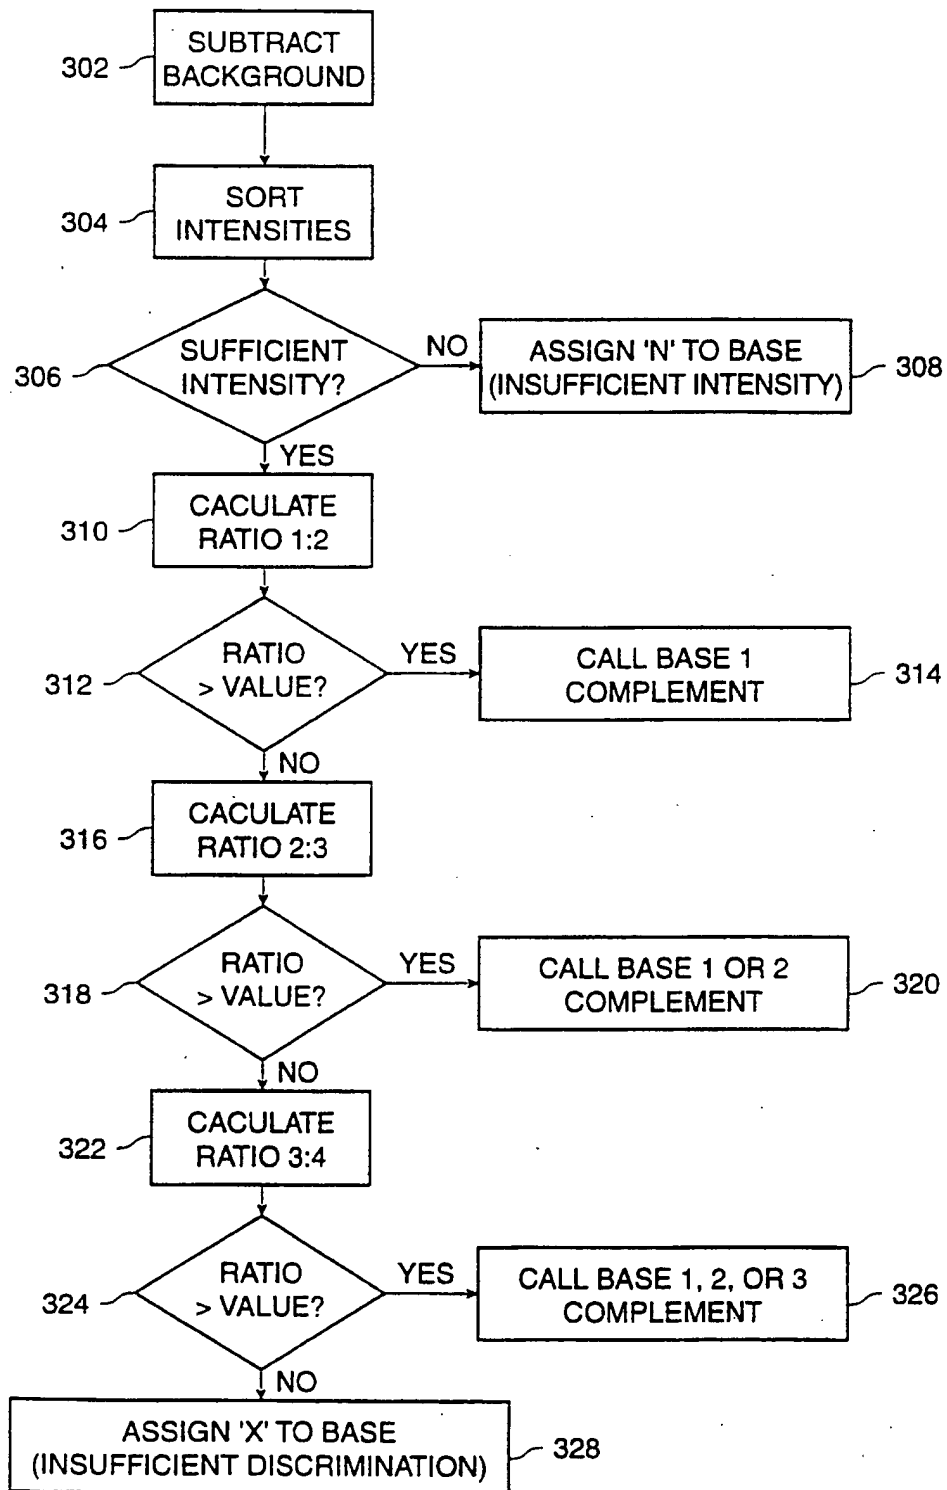 SUBTRACT
BACKGROUND
302
SORT
INTENSITIES
304
SUFFICIENT
INTENSITY?
306
NO
ASSIGN 'N' TO BASE
(INSUFFICIENT INTENSITY)
308
YES
CACULATE
RATIO 1:2
310
RATIO
> VALUE?
312
YES
CALL BASE 1
COMPLEMENT
314
NO
CACULATE
RATIO 2:3
316
RATIO
> VALUE?
318
YES
CALL BASE 1 OR 2
COMPLEMENT
320
NO
CACULATE
RATIO 3:4
322
RATIO
> VALUE?
324
YES
CALL BASE 1, 2, OR 3
COMPLEMENT
326
NO
ASSIGN 'X' TO BASE
(INSUFFICIENT DISCRIMINATION)
328